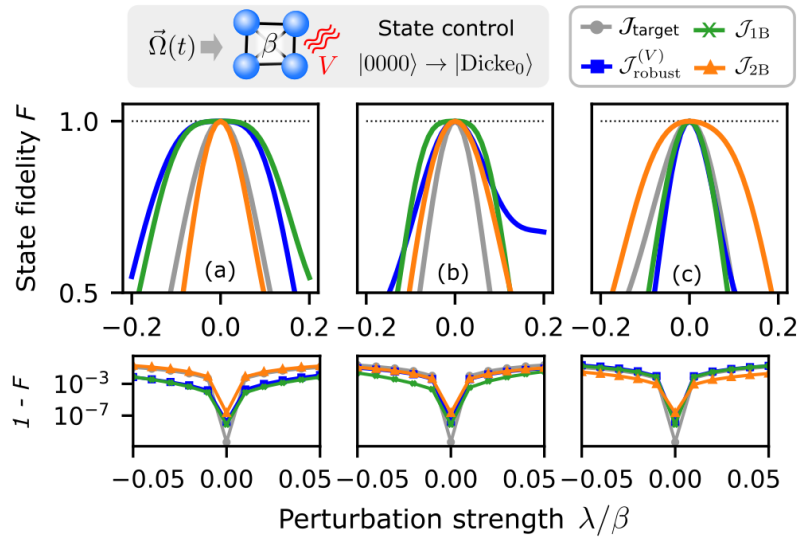 Ω⃗(t)
β
V
State control
|0000⟩ → |Dicke₀⟩
𝒥target
𝒥1B
𝒥robust^(V)
𝒥2B
State fidelity F
1.0
0.5
(a)
(b)
(c)
−0.2 0.0 0.2
−0.2 0.0 0.2
−0.2 0.0 0.2
1 - F
10⁻³
10⁻⁷
−0.05 0.00 0.05
−0.05 0.00 0.05
−0.05 0.00 0.05
Perturbation strength λ/β